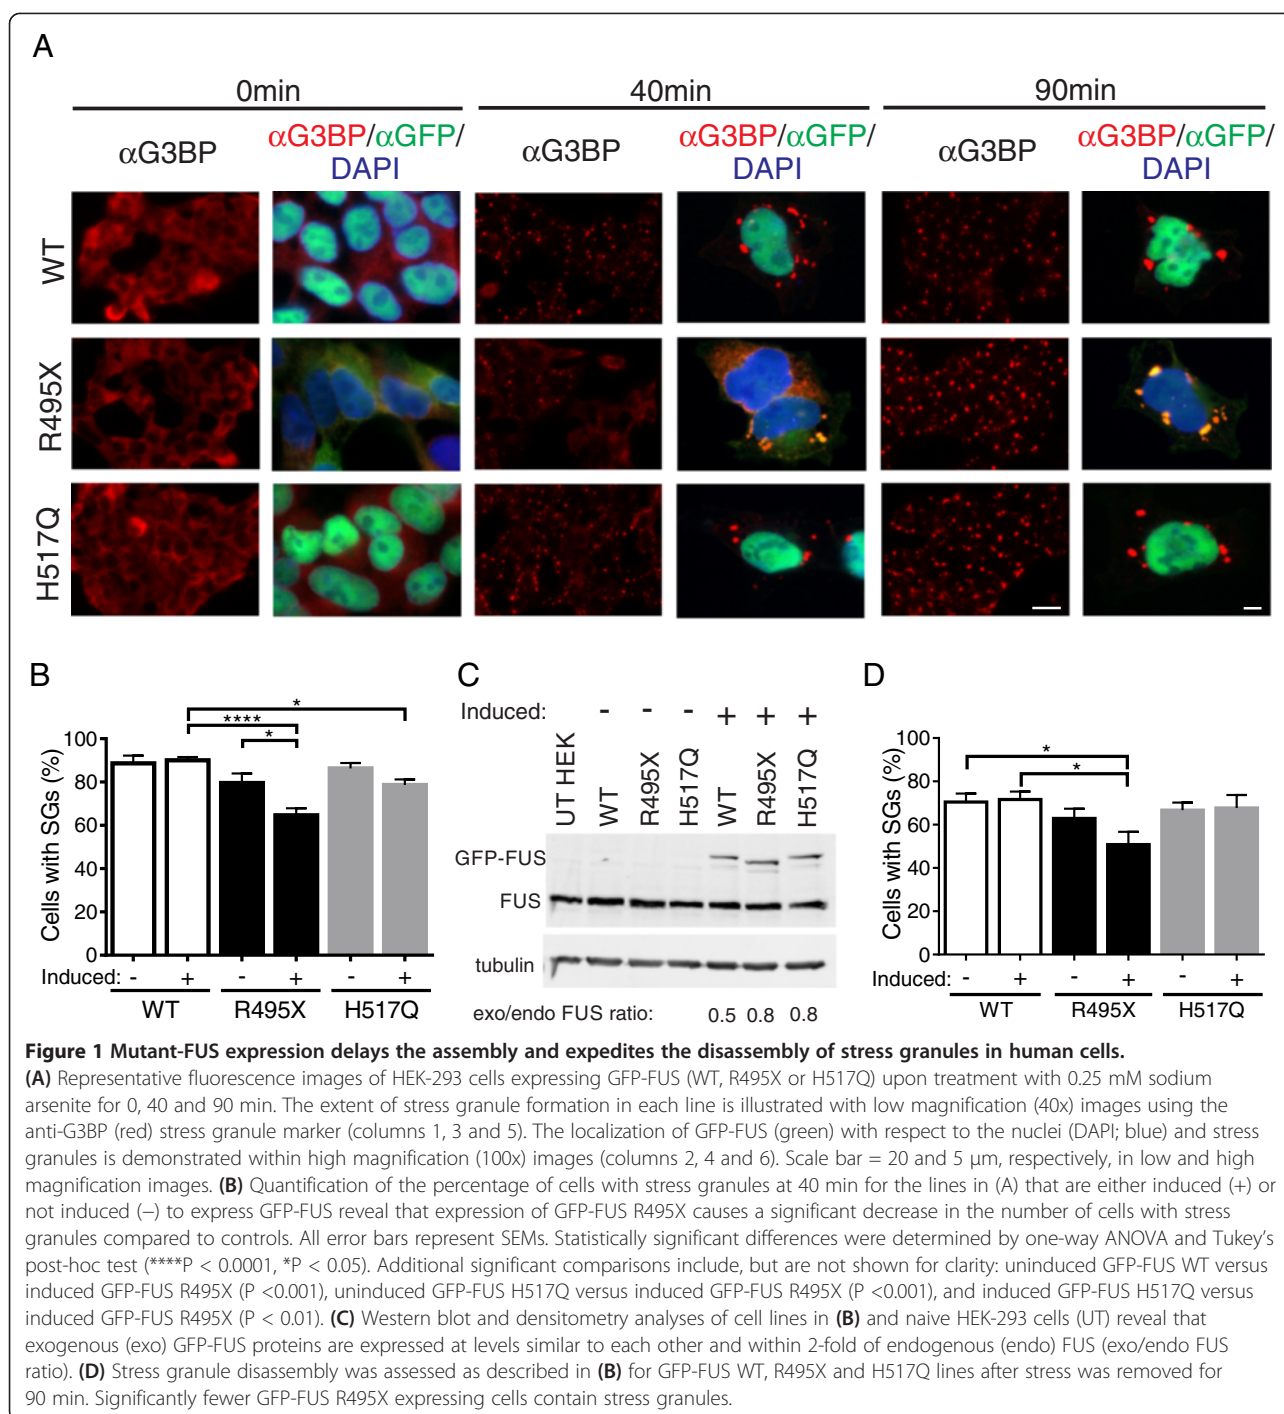 A
0min 40min 90min
αG3BP αG3BP/αGFP/DAPI αG3BP αG3BP/αGFP/DAPI αG3BP αG3BP/αGFP/DAPI
WT
R495X
H517Q
B
Cells with SGs (%)
100
80
60
40
20
0
* **** *
Induced: - + - + - +
WT R495X H517Q
C
Induced: - - - + + +
UT HEK WT R495X H517Q WT R495X H517Q
GFP-FUS
FUS
tubulin
exo/endo FUS ratio: 0.5 0.8 0.8
D
Cells with SGs (%)
100
80
60
40
20
0
* *
Induced: - + - + - +
WT R495X H517Q
Figure 1 Mutant-FUS expression delays the assembly and expedites the disassembly of stress granules in human cells.
(A) Representative fluorescence images of HEK-293 cells expressing GFP-FUS (WT, R495X or H517Q) upon treatment with 0.25 mM sodium
arsenite for 0, 40 and 90 min. The extent of stress granule formation in each line is illustrated with low magnification (40x) images using the
anti-G3BP (red) stress granule marker (columns 1, 3 and 5). The localization of GFP-FUS (green) with respect to the nuclei (DAPI; blue) and stress
granules is demonstrated within high magnification (100x) images (columns 2, 4 and 6). Scale bar = 20 and 5 μm, respectively, in low and high
magnification images. (B) Quantification of the percentage of cells with stress granules at 40 min for the lines in (A) that are either induced (+) or
not induced (−) to express GFP-FUS reveal that expression of GFP-FUS R495X causes a significant decrease in the number of cells with stress
granules compared to controls. All error bars represent SEMs. Statistically significant differences were determined by one-way ANOVA and Tukey's
post-hoc test (****P < 0.0001, *P < 0.05). Additional significant comparisons include, but are not shown for clarity: uninduced GFP-FUS WT versus
induced GFP-FUS R495X (P <0.001), uninduced GFP-FUS H517Q versus induced GFP-FUS R495X (P <0.001), and induced GFP-FUS H517Q versus
induced GFP-FUS R495X (P < 0.01). (C) Western blot and densitometry analyses of cell lines in (B) and naive HEK-293 cells (UT) reveal that
exogenous (exo) GFP-FUS proteins are expressed at levels similar to each other and within 2-fold of endogenous (endo) FUS (exo/endo FUS
ratio). (D) Stress granule disassembly was assessed as described in (B) for GFP-FUS WT, R495X and H517Q lines after stress was removed for
90 min. Significantly fewer GFP-FUS R495X expressing cells contain stress granules.